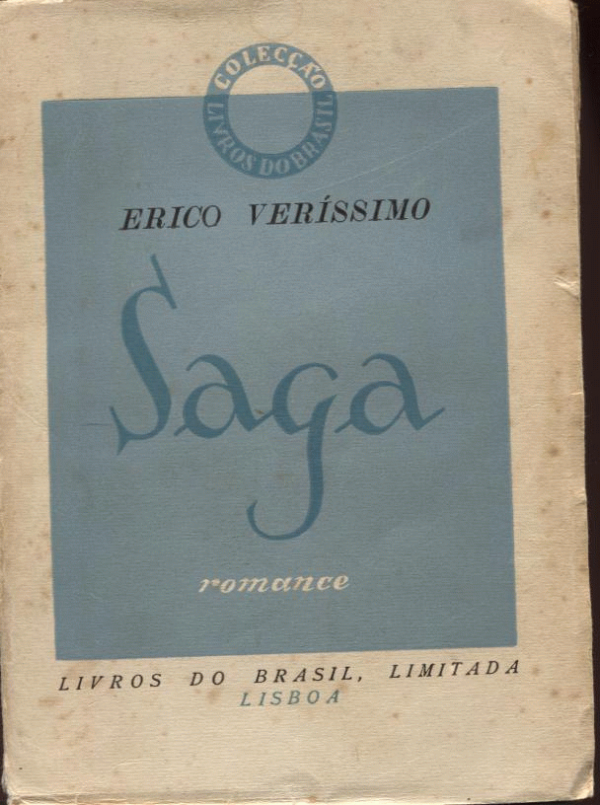 COLECÇÃO
LIVROS DO BRASIL
ERICO VERÍSSIMO
Saga
romance
LIVROS DO BRASIL, LIMITADA
LISBOA